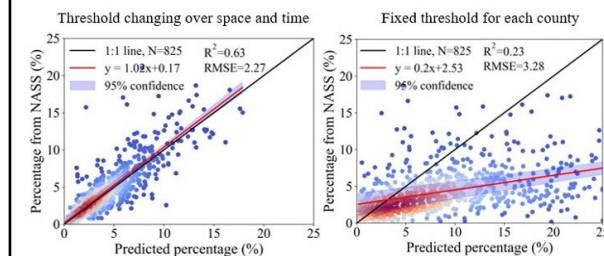 Threshold changing over space and time
25
20
15
10
5
0
Percentage from NASS (%)
1:1 line, N=825 R²=0.63
y = 1.02x+0.17 RMSE=2.27
95% confidence
0 5 10 15 20 25
Predicted percentage (%)
Fixed threshold for each county
25
20
15
10
5
0
Percentage from NASS (%)
1:1 line, N=825 R²=0.23
y = 0.2x+2.53 RMSE=3.28
95% confidence
0 5 10 15 20 25
Predicted percentage (%)